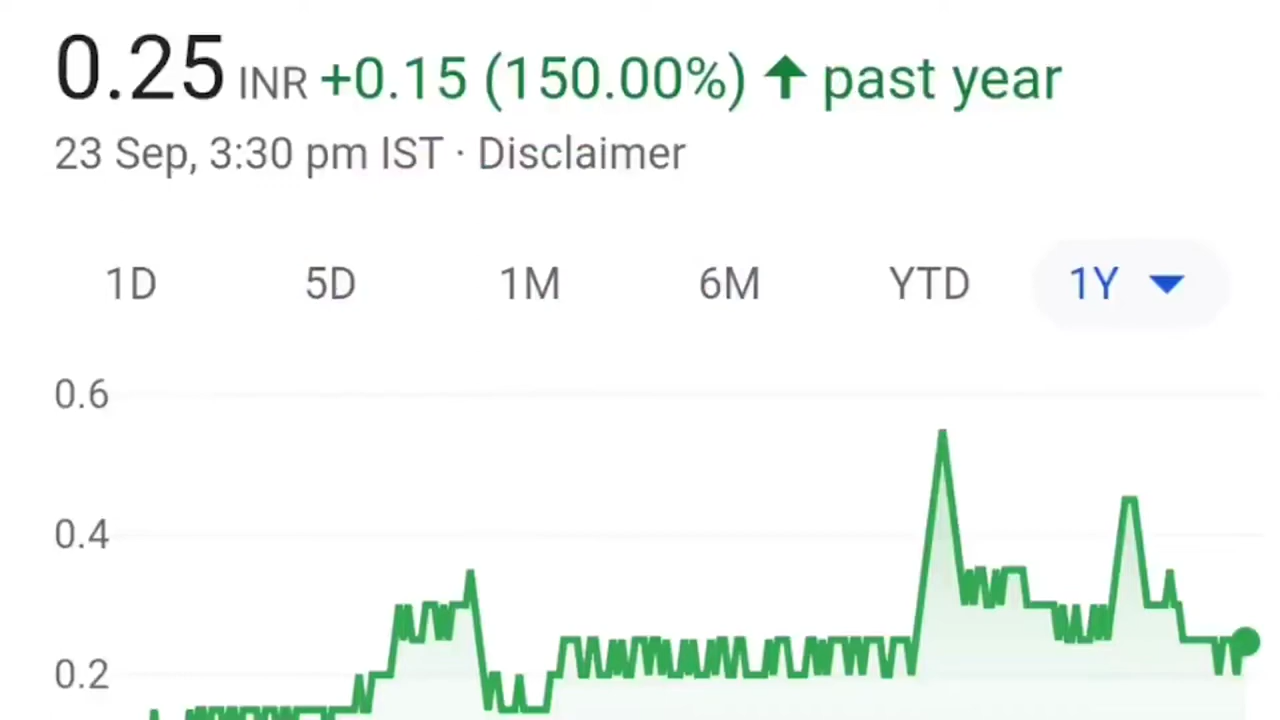 0.25 INR +0.15 (150.00%) ↑ past year
23 Sep, 3:30 pm IST · Disclaimer
1D 5D 1M 6M YTD 1Y
0.6
0.4
0.2